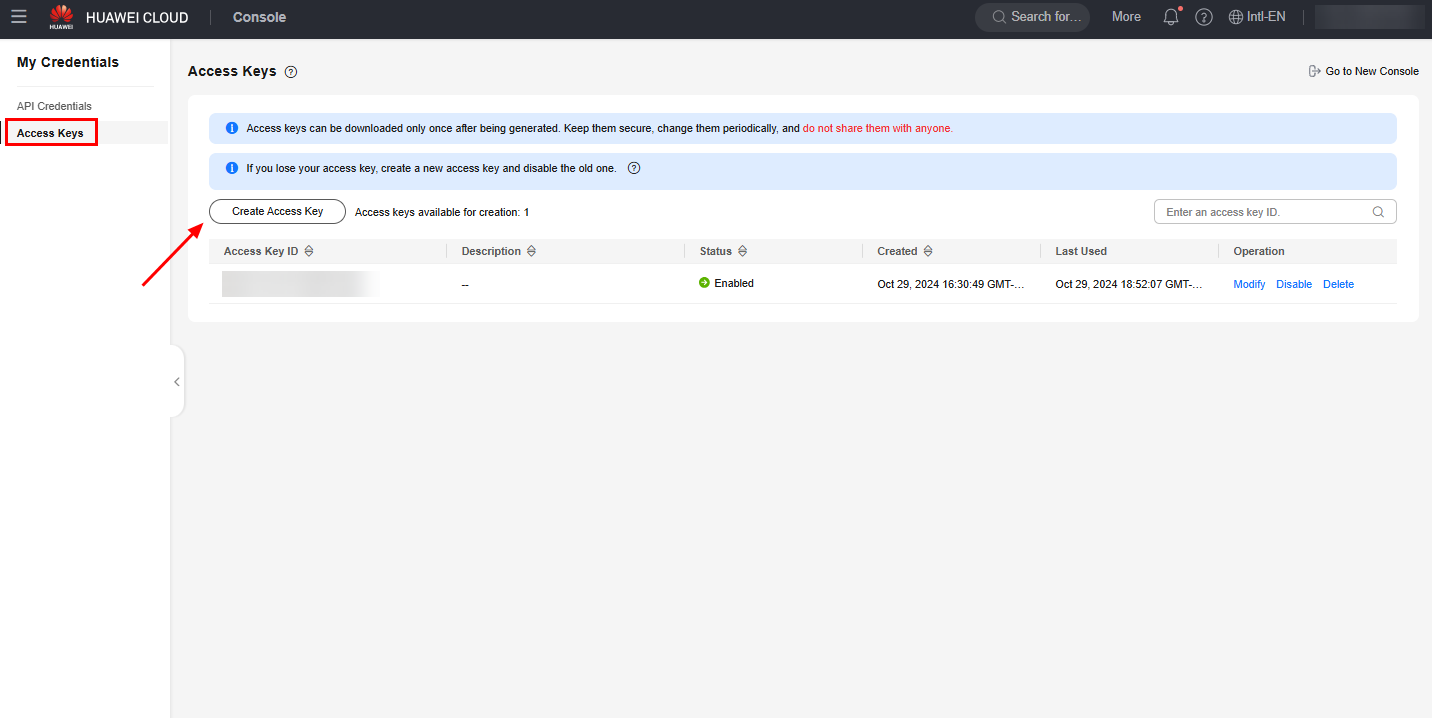 HUAWEI
HUAWEI CLOUD
Console
Search for...
More
Intl-EN
My Credentials
API Credentials
Access Keys
Access Keys
Go to New Console
Access keys can be downloaded only once after being generated. Keep them secure, change them periodically, and do not share them with anyone.
If you lose your access key, create a new access key and disable the old one.
Create Access Key
Access keys available for creation: 1
Enter an access key ID.
Access Key ID Description Status Created Last Used Operation
-- Enabled Oct 29, 2024 16:30:49 GMT-... Oct 29, 2024 18:52:07 GMT-... Modify Disable Delete